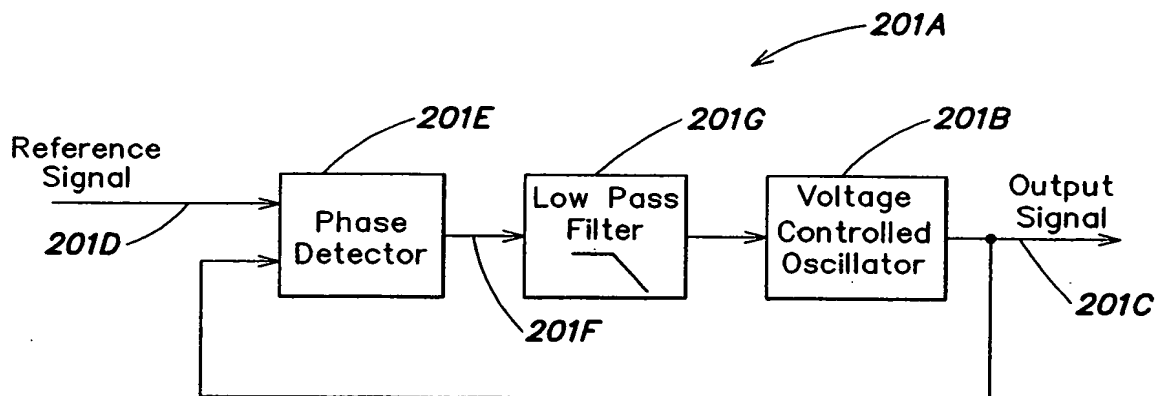 201A
201E
201G
201B
Reference
Signal
201D
Phase
Detector
201F
Low Pass
Filter
Voltage
Controlled
Oscillator
Output
Signal
201C